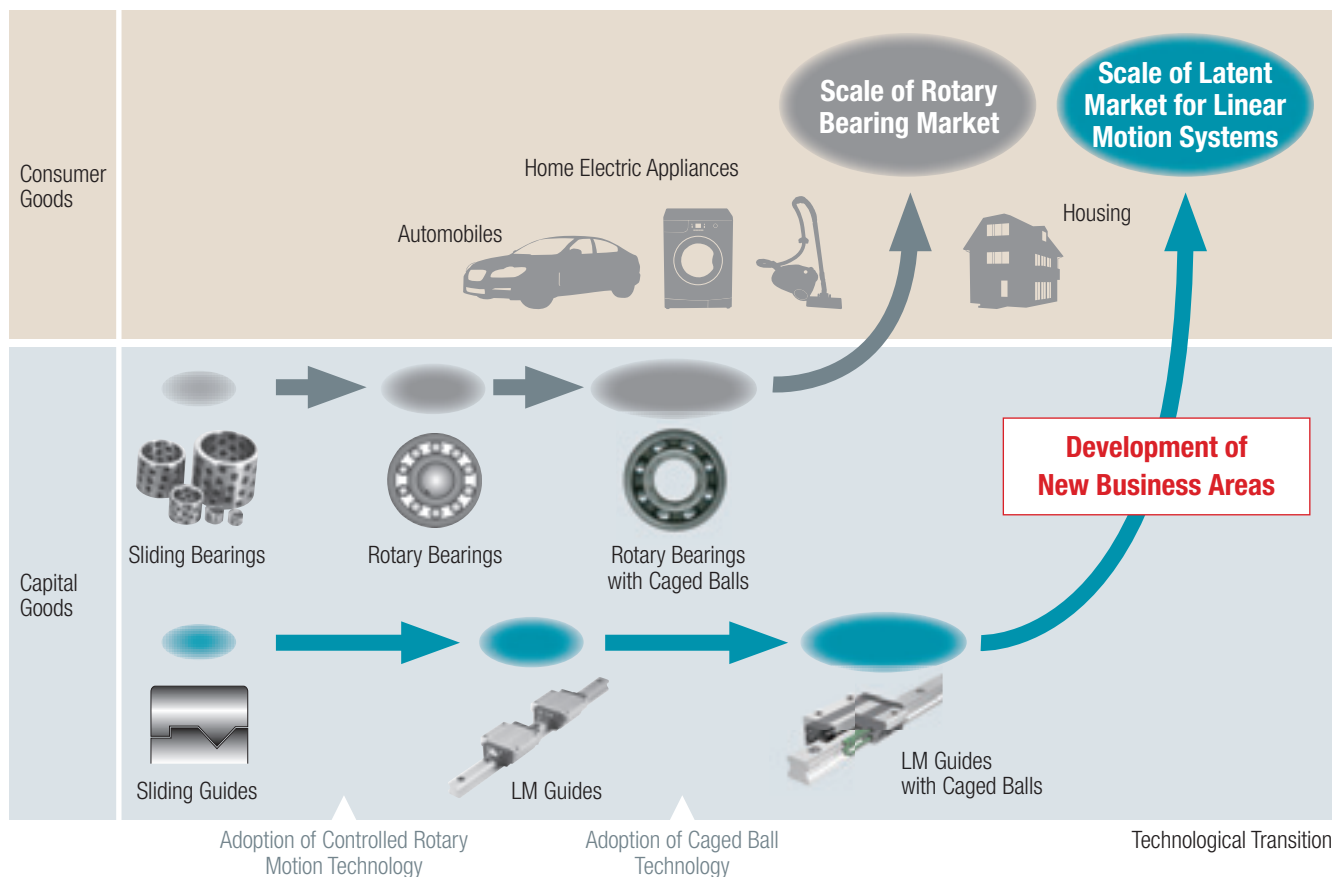 Scale of Rotary
Bearing Market
Scale of Latent
Market for Linear
Motion Systems
Consumer
Goods
Home Electric Appliances
Automobiles
Housing
Development of
New Business Areas
Capital
Goods
Sliding Bearings
Rotary Bearings
Rotary Bearings
with Caged Balls
Sliding Guides
LM Guides
LM Guides
with Caged Balls
Adoption of Controlled Rotary
Motion Technology
Adoption of Caged Ball
Technology
Technological Transition